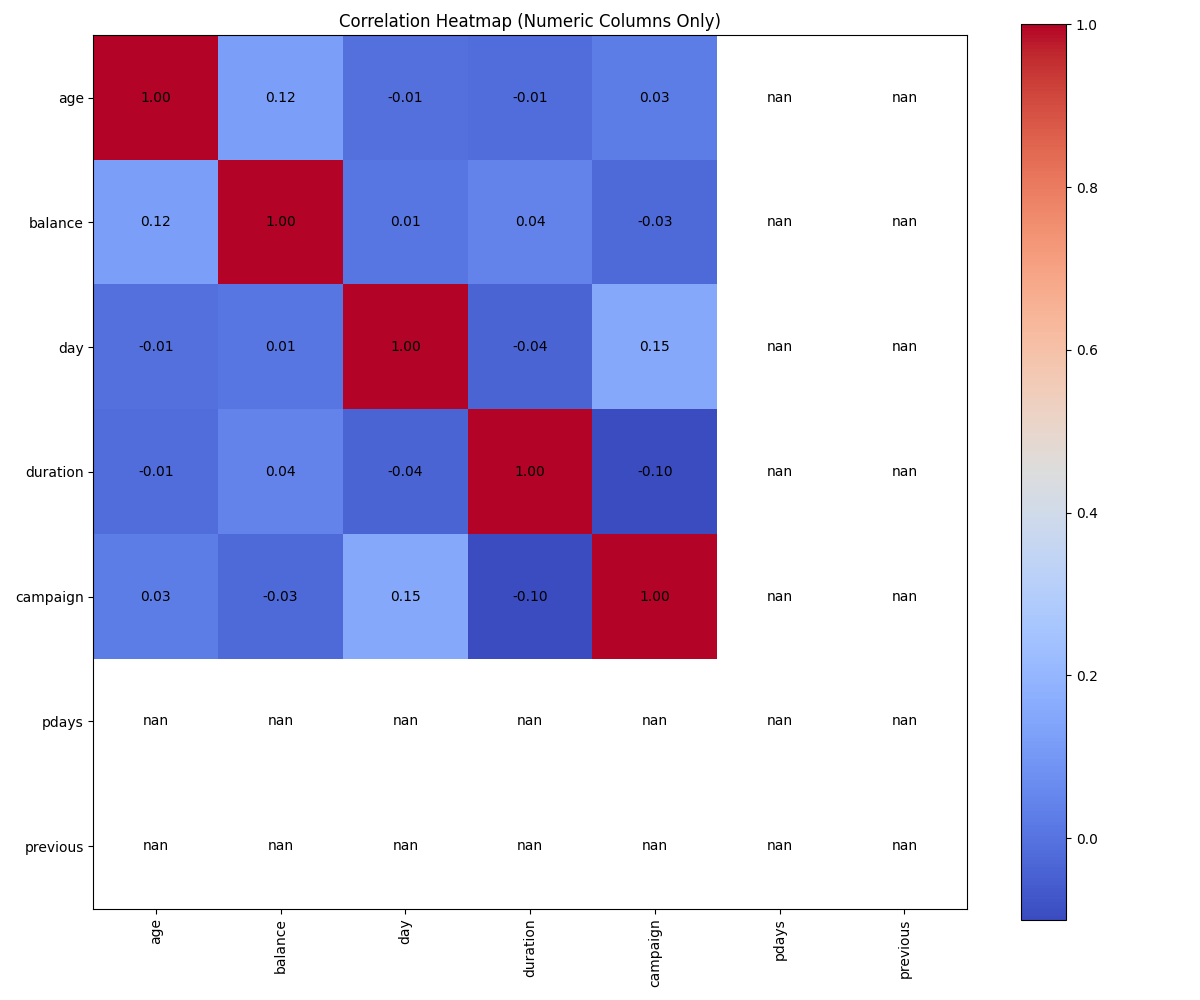 Correlation Heatmap (Numeric Columns Only)
age 1.00 0.12 -0.01 -0.01 0.03 nan nan
balance 0.12 1.00 0.01 0.04 -0.03 nan nan
day -0.01 0.01 1.00 -0.04 0.15 nan nan
duration -0.01 0.04 -0.04 1.00 -0.10 nan nan
campaign 0.03 -0.03 0.15 -0.10 1.00 nan nan
pdays nan nan nan nan nan nan nan
previous nan nan nan nan nan nan nan
age balance day duration campaign pdays previous
1.0
0.8
0.6
0.4
0.2
0.0